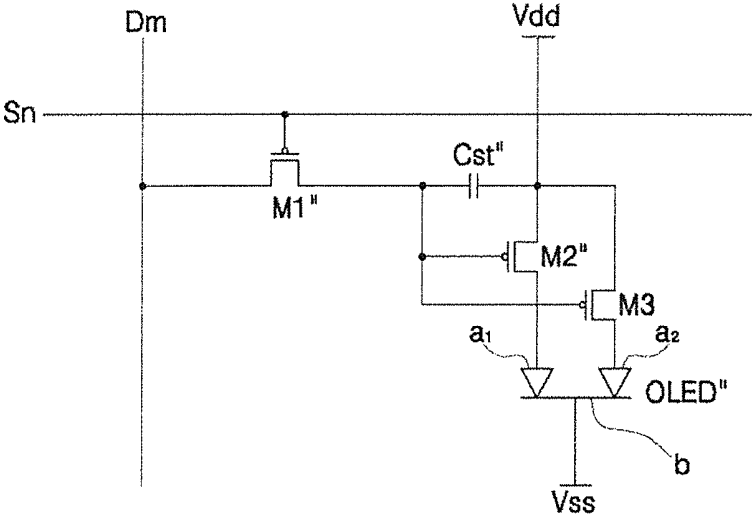 Dm
Vdd
Sn
Cst"
M1"
M2"
M3
a1
a2
OLED"
b
Vss